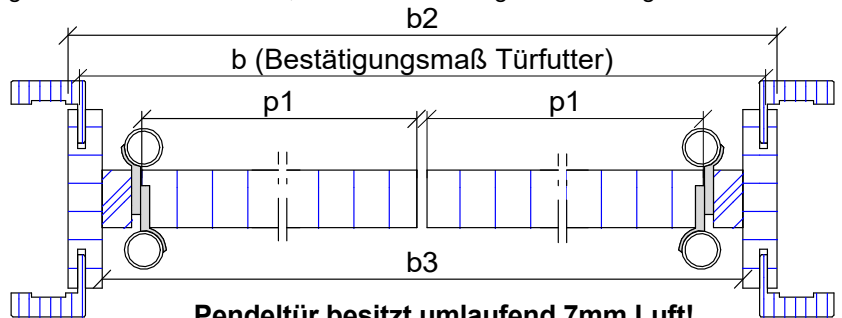 b2
b (Bestätigungsmaß Türfutter)
p1 p1
b3
Pendeltür besitzt umlaufend 7mm Luft!